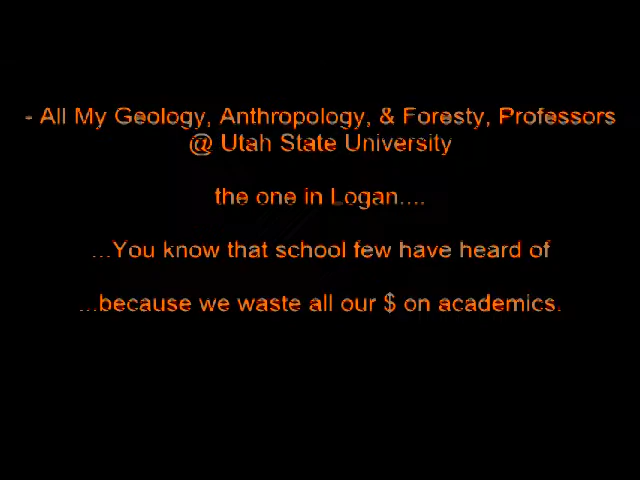 - All My Geology, Anthropology, & Foresty, Professors
@ Utah State University
the one in Logan....
...You know that school few have heard of
...because we waste all our $ on academics.